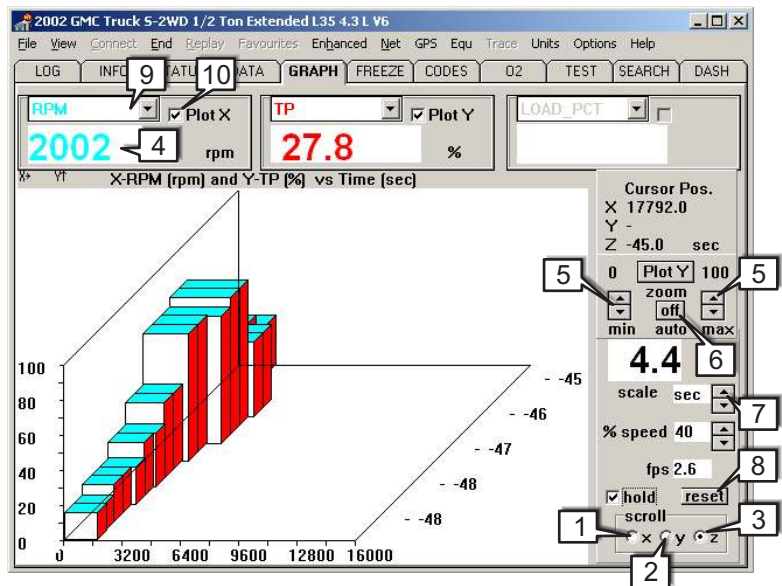 2002 GMC Truck S-2WD 1/2 Ton Extended L35 4.3 L V6
File View Connect End Replay Favourites Enhanced Net GPS Equ Trace Units Options Help
LOG INFO DATA GRAPH FREEZE CODES O2 TEST SEARCH DASH
9 10
RPM Plot X TP Plot Y LOAD_PCT
2002 4 rpm 27.8 %
X-RPM (rpm) and Y-TP (%) vs Time (sec)
Cursor Pos.
X 17792.0
Y -
Z -45.0 sec
5 0 Plot Y 100 5
zoom
off
min auto max
6
4.4
scale sec
7
% speed 40
fps 2.6
8
hold reset
scroll
1 x y z 3
2
100
80
60
40
20
0
0 3200 6400 9600 12800 16000
- -45
- -46
- -47
- -48
- -48